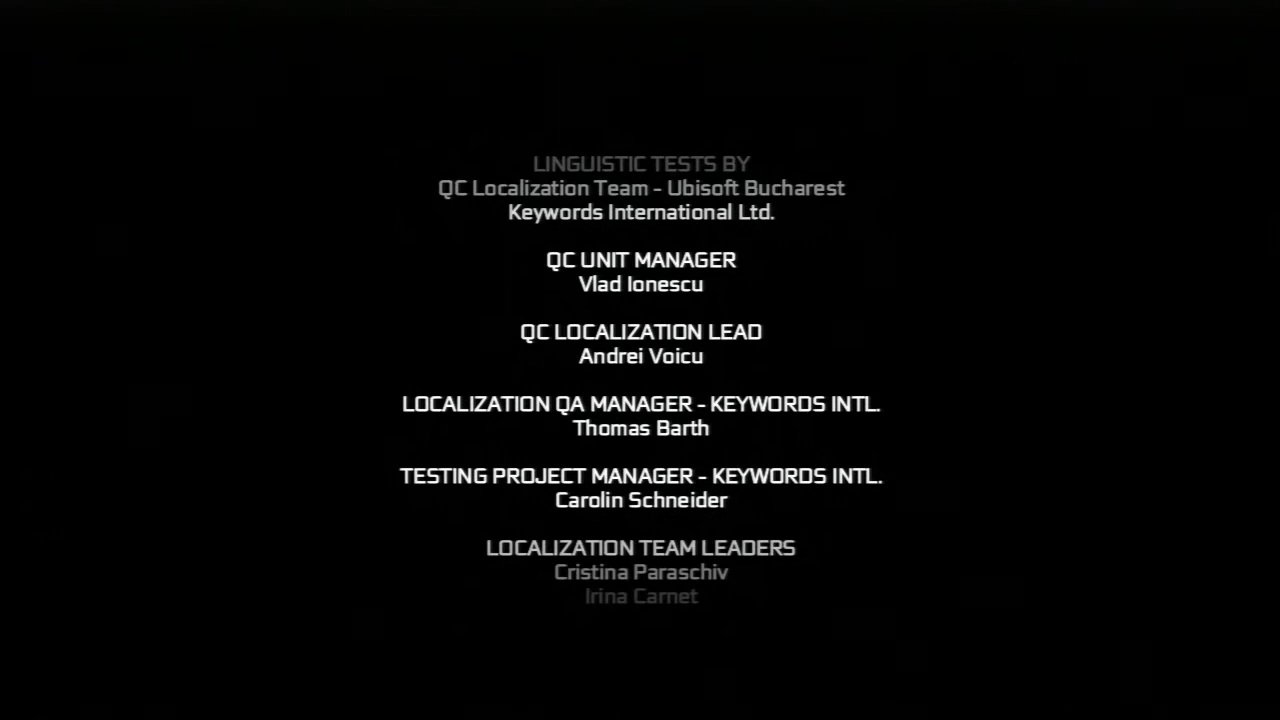 LINGUISTIC TESTS BY
QC Localization Team - Ubisoft Bucharest
Keywords International Ltd.
QC UNIT MANAGER
Vlad Ionescu
QC LOCALIZATION LEAD
Andrei Voicu
LOCALIZATION QA MANAGER - KEYWORDS INTL.
Thomas Barth
TESTING PROJECT MANAGER - KEYWORDS INTL.
Carolin Schneider
LOCALIZATION TEAM LEADERS
Cristina Paraschiv
Irina Carnet